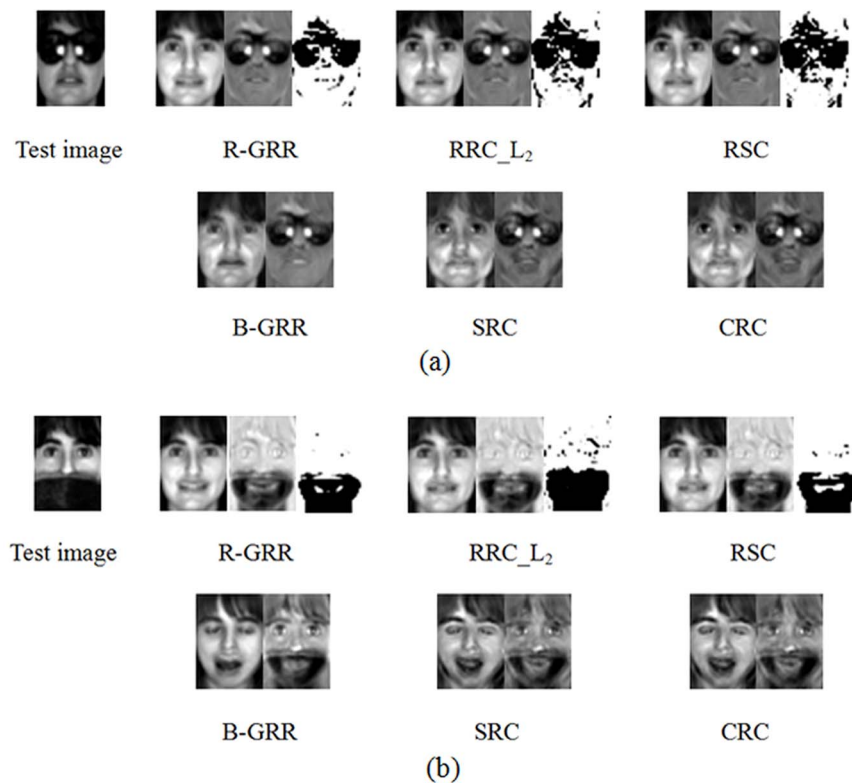 Test image R-GRR RRC_L₂ RSC
B-GRR SRC CRC
(a)
Test image R-GRR RRC_L₂ RSC
B-GRR SRC CRC
(b)